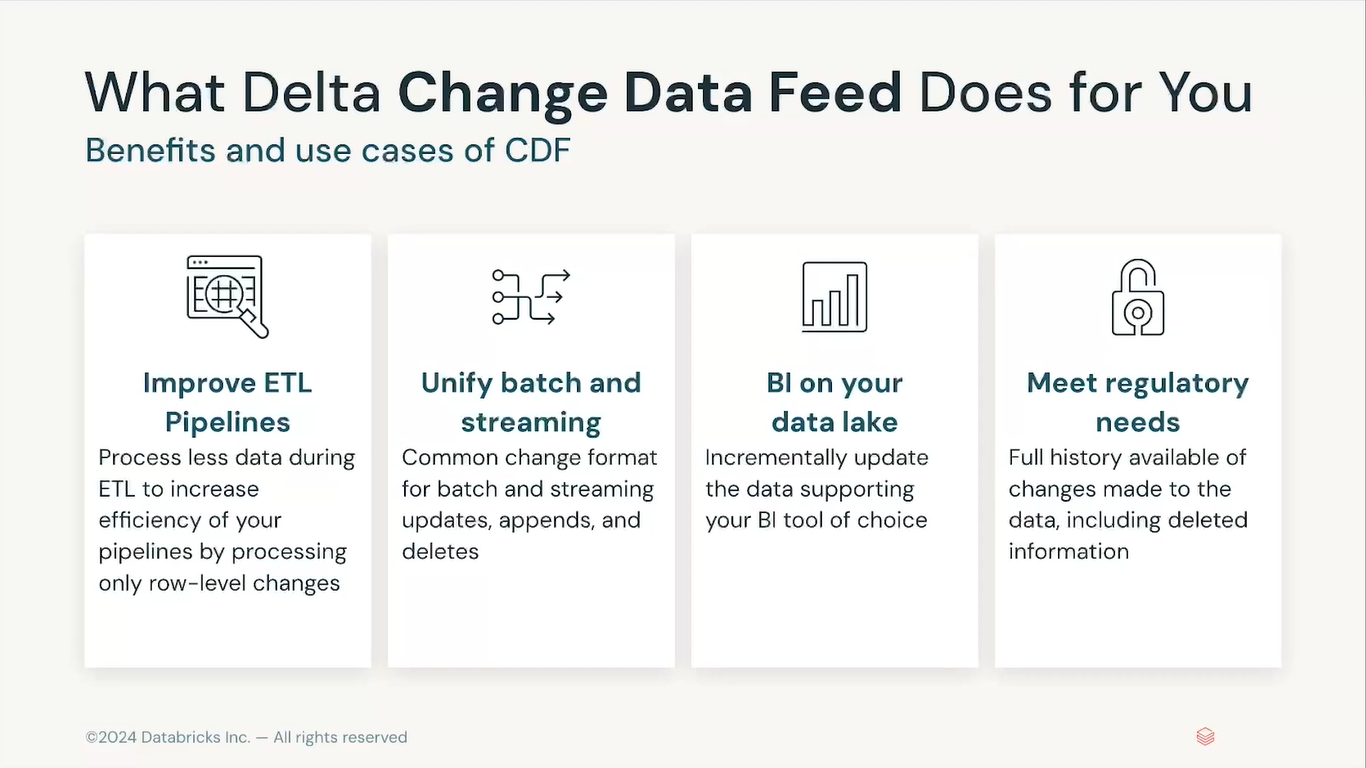 What Delta Change Data Feed Does for You
Benefits and use cases of CDF
Improve ETL
Pipelines
Process less data during
ETL to increase
efficiency of your
pipelines by processing
only row-level changes
Unify batch and
streaming
Common change format
for batch and streaming
updates, appends, and
deletes
BI on your
data lake
Incrementally update
the data supporting
your BI tool of choice
Meet regulatory
needs
Full history available of
changes made to the
data, including deleted
information
©2024 Databricks Inc. — All rights reserved